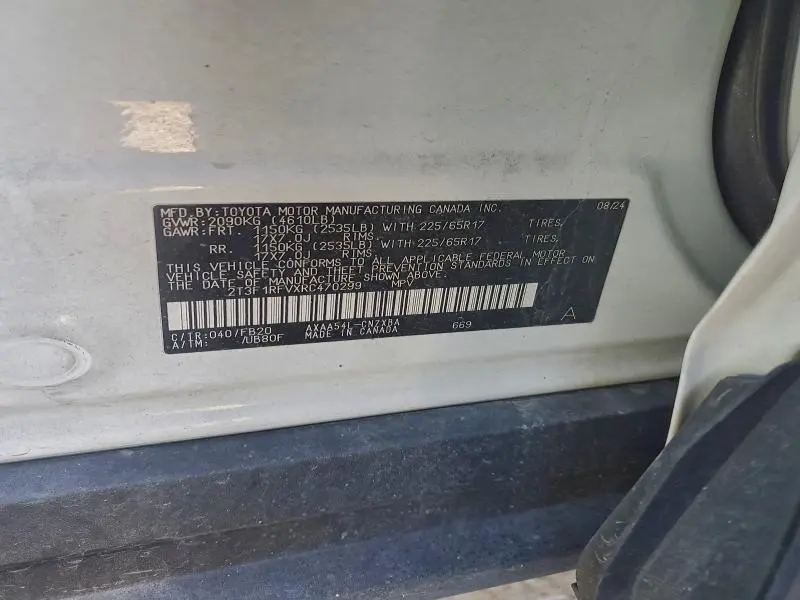 MFD.BY:TOYOTA MOTOR MANUFACTURING CANADA INC. 08/24
GVWR:2090KG (4610LB)
GAWR:FRT. 1150KG (2535LB) WITH 225/65R17 TIRES,
17X7.0J RIMS,
RR. 1150KG (2535LB) WITH 225/65R17 TIRES,
17X7.0J RIMS,
THIS VEHICLE CONFORMS TO ALL APPLICABLE FEDERAL MOTOR
VEHICLE SAFETY AND THEFT PREVENTION STANDARDS IN EFFECT ON
THE DATE OF MANUFACTURE SHOWN ABOVE.
2T3F1RFVXRC470299 MPV
C/TR:040/FB20 AXAA54L-CNZXBA 669 A
A/TM: /UB80F MADE IN CANADA